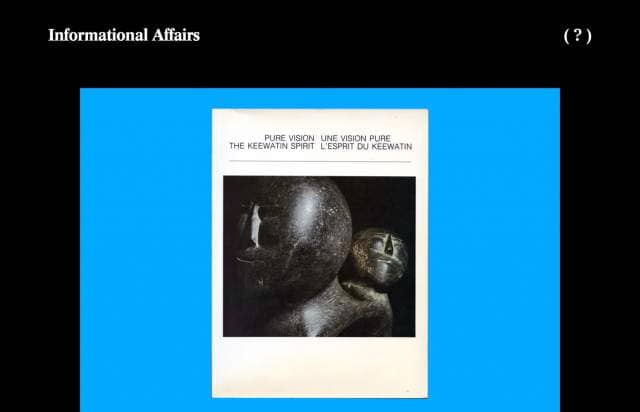 Informational Affairs
( ? )
PURE VISION UNE VISION PURE
THE KEEWATIN SPIRIT L'ESPRIT DU KEEWATIN